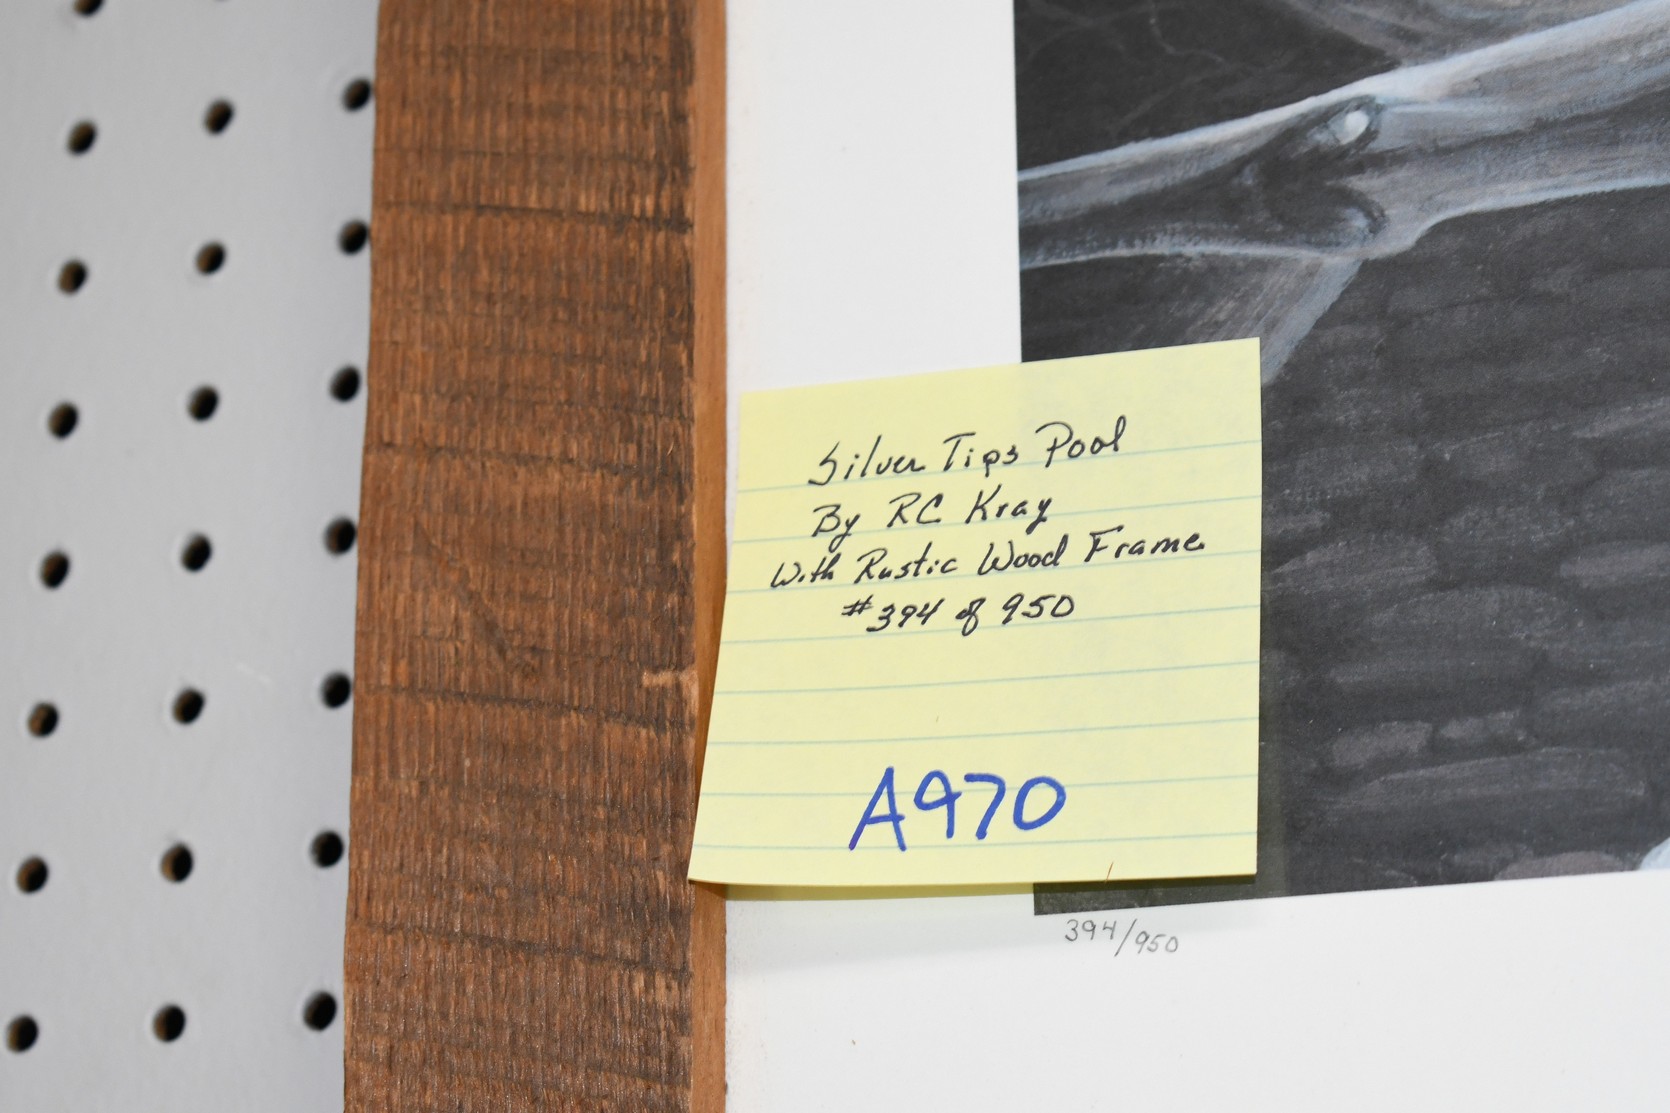 Silver Tips Pool
By RC Kray
With Rustic Wood Frame
#394 of 950
A970
394/950